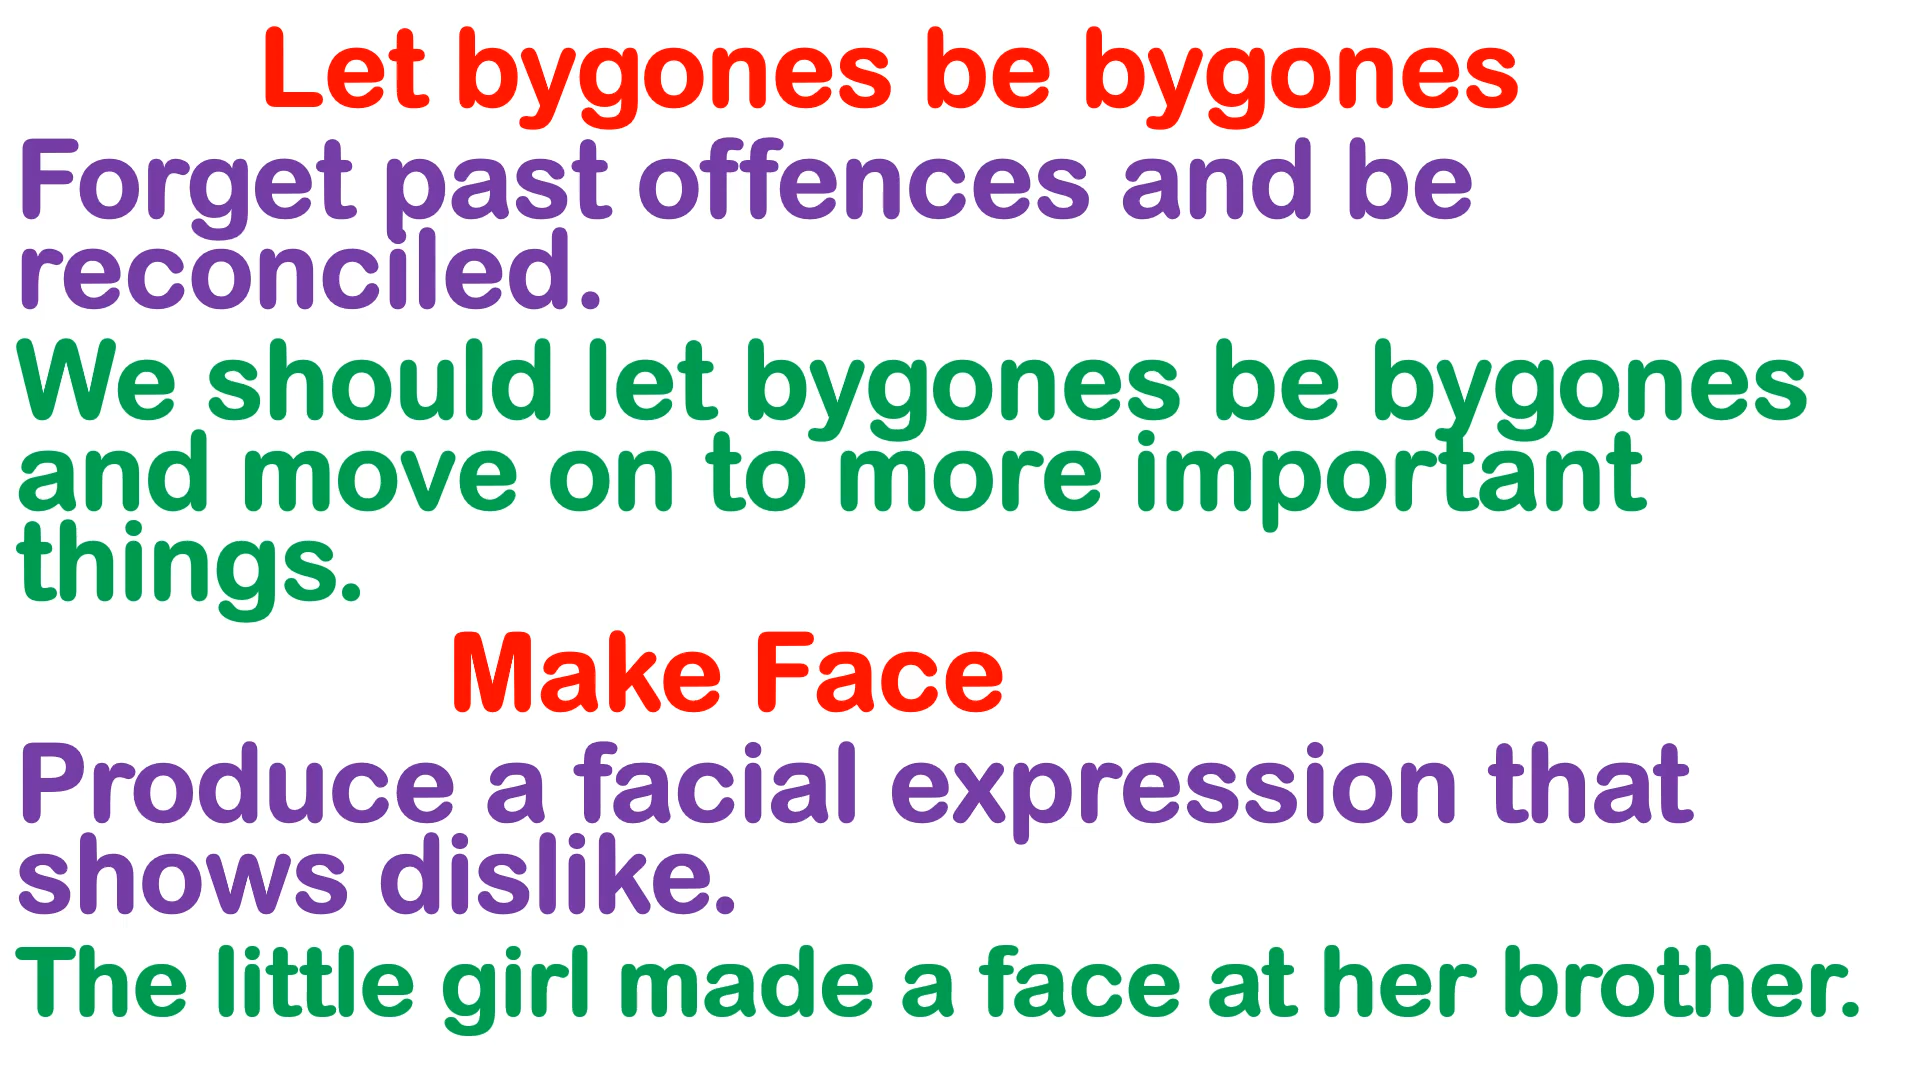 Let bygones be bygones
Forget past offences and be
reconciled.
We should let bygones be bygones
and move on to more important
things.
Make Face
Produce a facial expression that
shows dislike.
The little girl made a face at her brother.